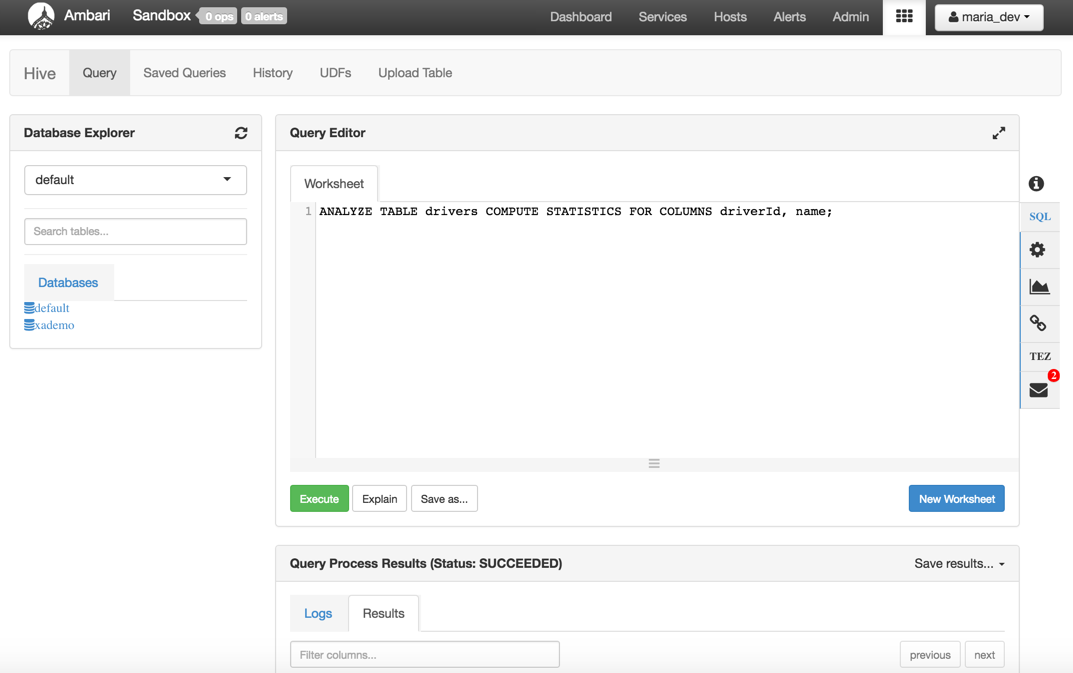 Ambari Sandbox 0 ops 0 alerts Dashboard Services Hosts Alerts Admin maria_dev
Hive Query Saved Queries History UDFs Upload Table
Database Explorer
default
Search tables...
Databases
default
xademo
Query Editor
Worksheet
1 ANALYZE TABLE drivers COMPUTE STATISTICS FOR COLUMNS driverId, name;
Execute Explain Save as... New Worksheet
SQL
TEZ
2
Query Process Results (Status: SUCCEEDED) Save results...
Logs Results
Filter columns... previous next